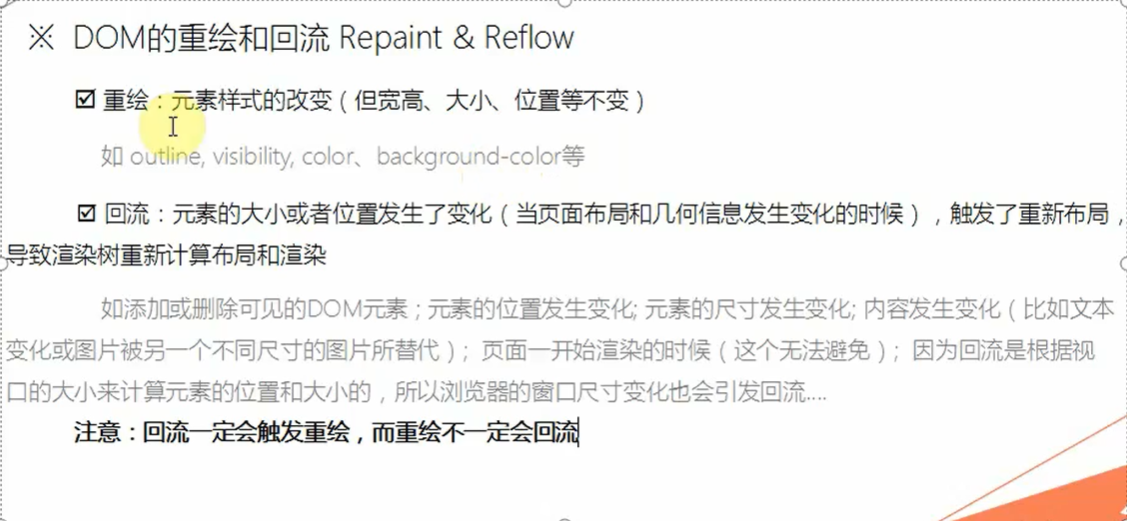 ※ DOM的重绘和回流 Repaint & Reflow
☑ 重绘：元素样式的改变（但宽高、大小、位置等不变）
如 outline, visibility, color、background-color等
☑ 回流：元素的大小或者位置发生了变化（当页面布局和几何信息发生变化的时候），触发了重新布局，
导致渲染树重新计算布局和渲染
如添加或删除可见的DOM元素；元素的位置发生变化; 元素的尺寸发生变化; 内容发生变化（比如文本
变化或图片被另一个不同尺寸的图片所替代）；页面一开始渲染的时候（这个无法避免）；因为回流是根据视
口的大小来计算元素的位置和大小的，所以浏览器的窗口尺寸变化也会引发回流....
注意：回流一定会触发重绘，而重绘不一定会回流